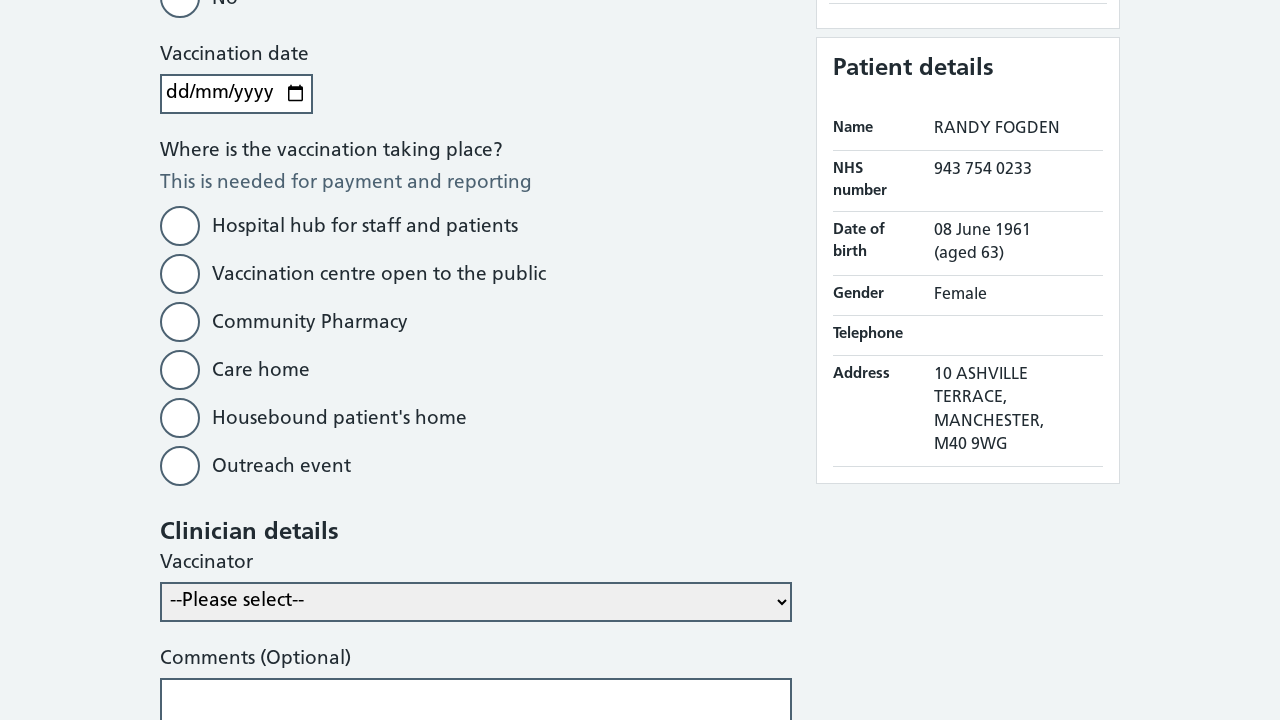 No
Vaccination date
dd/mm/yyyy
Where is the vaccination taking place?
This is needed for payment and reporting
Hospital hub for staff and patients
Vaccination centre open to the public
Community Pharmacy
Care home
Housebound patient's home
Outreach event
Clinician details
Vaccinator
--Please select--
Comments (Optional)
Patient details
Name RANDY FOGDEN
NHS number 943 754 0233
Date of birth 08 June 1961
(aged 63)
Gender Female
Telephone
Address 10 ASHVILLE
TERRACE,
MANCHESTER,
M40 9WG